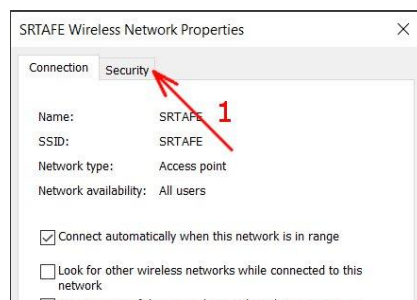 SRTAFE Wireless Network Properties
Connection Security
Name: SRTAFE
1
SSID: SRTAFE
Network type: Access point
Network availability: All users
Connect automatically when this network is in range
Look for other wireless networks while connected to this
network